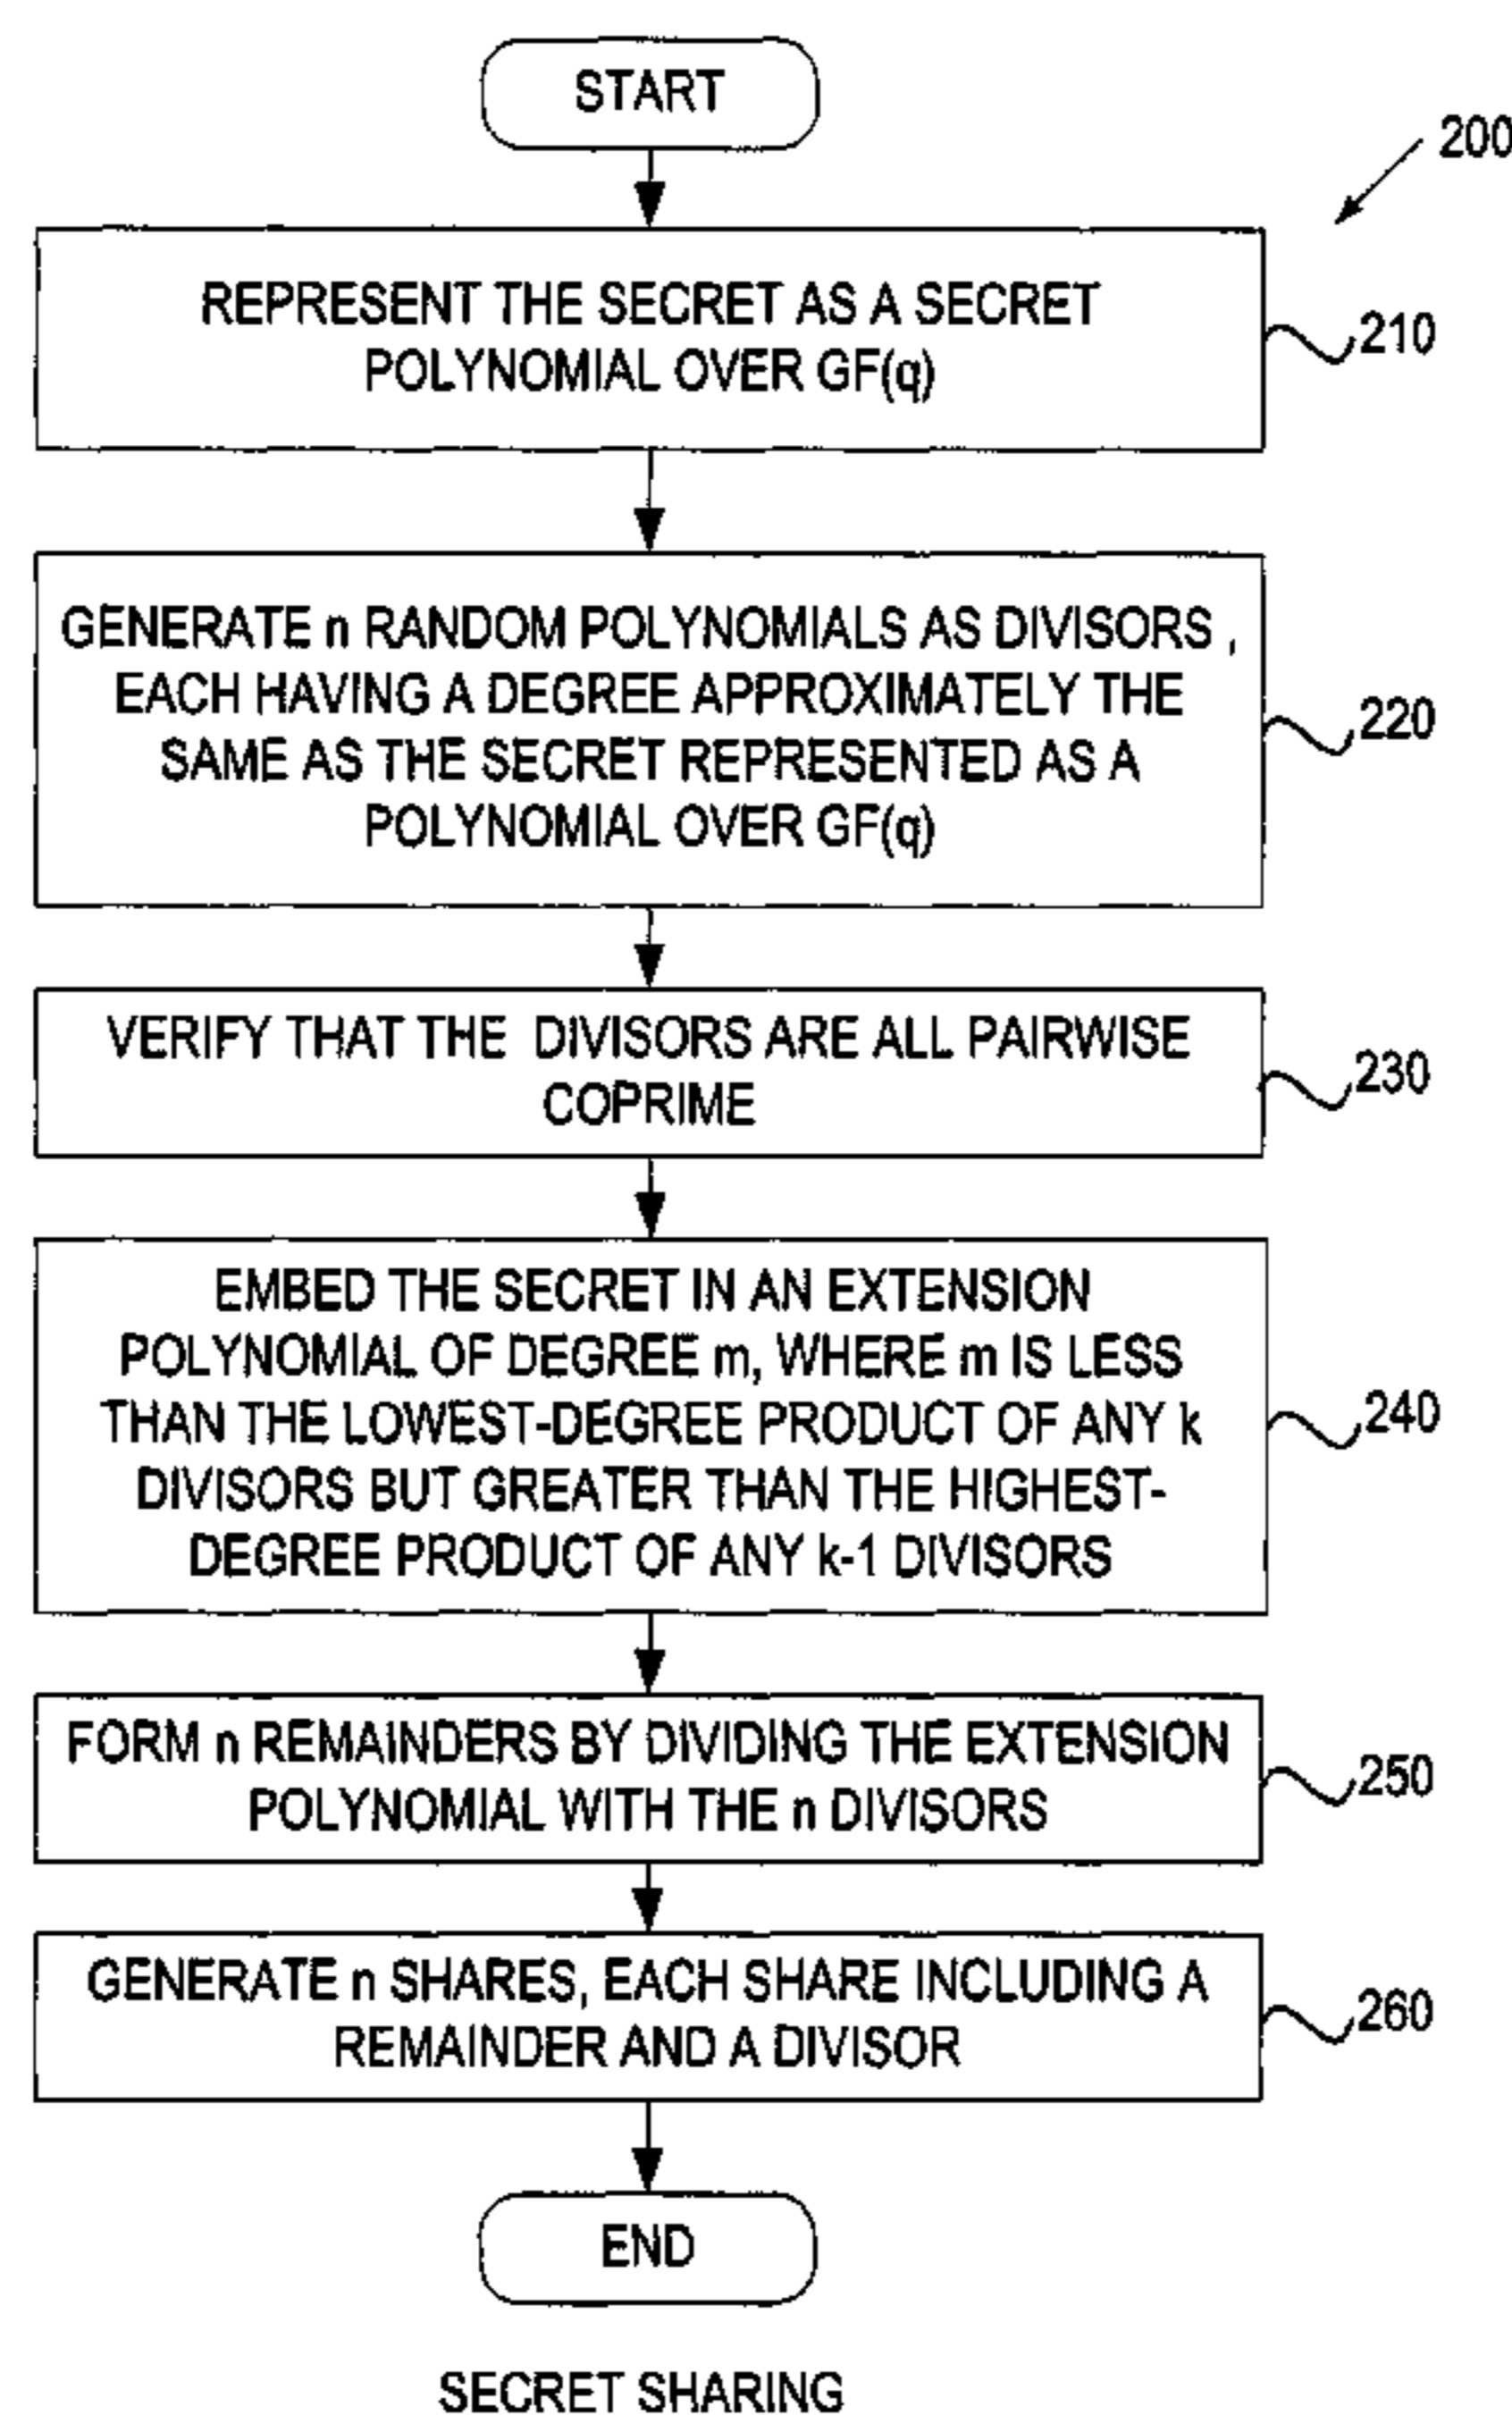 START
200
REPRESENT THE SECRET AS A SECRET
POLYNOMIAL OVER GF(q)
210
GENERATE n RANDOM POLYNOMIALS AS DIVISORS ,
EACH HAVING A DEGREE APPROXIMATELY THE
SAME AS THE SECRET REPRESENTED AS A
POLYNOMIAL OVER GF(q)
220
VERIFY THAT THE DIVISORS ARE ALL PAIRWISE
COPRIME
230
EMBED THE SECRET IN AN EXTENSION
POLYNOMIAL OF DEGREE m, WHERE m IS LESS
THAN THE LOWEST-DEGREE PRODUCT OF ANY k
DIVISORS BUT GREATER THAN THE HIGHEST-
DEGREE PRODUCT OF ANY k-1 DIVISORS
240
FORM n REMAINDERS BY DIVIDING THE EXTENSION
POLYNOMIAL WITH THE n DIVISORS
250
GENERATE n SHARES, EACH SHARE INCLUDING A
REMAINDER AND A DIVISOR
260
END
SECRET SHARING